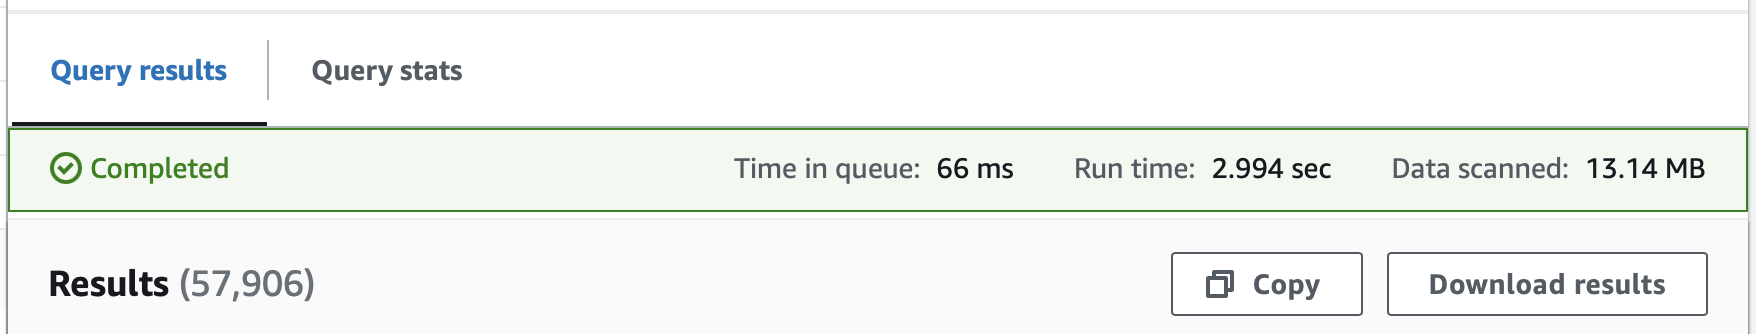 Query results Query stats
Completed Time in queue: 66 ms Run time: 2.994 sec Data scanned: 13.14 MB
Results (57,906) Copy Download results